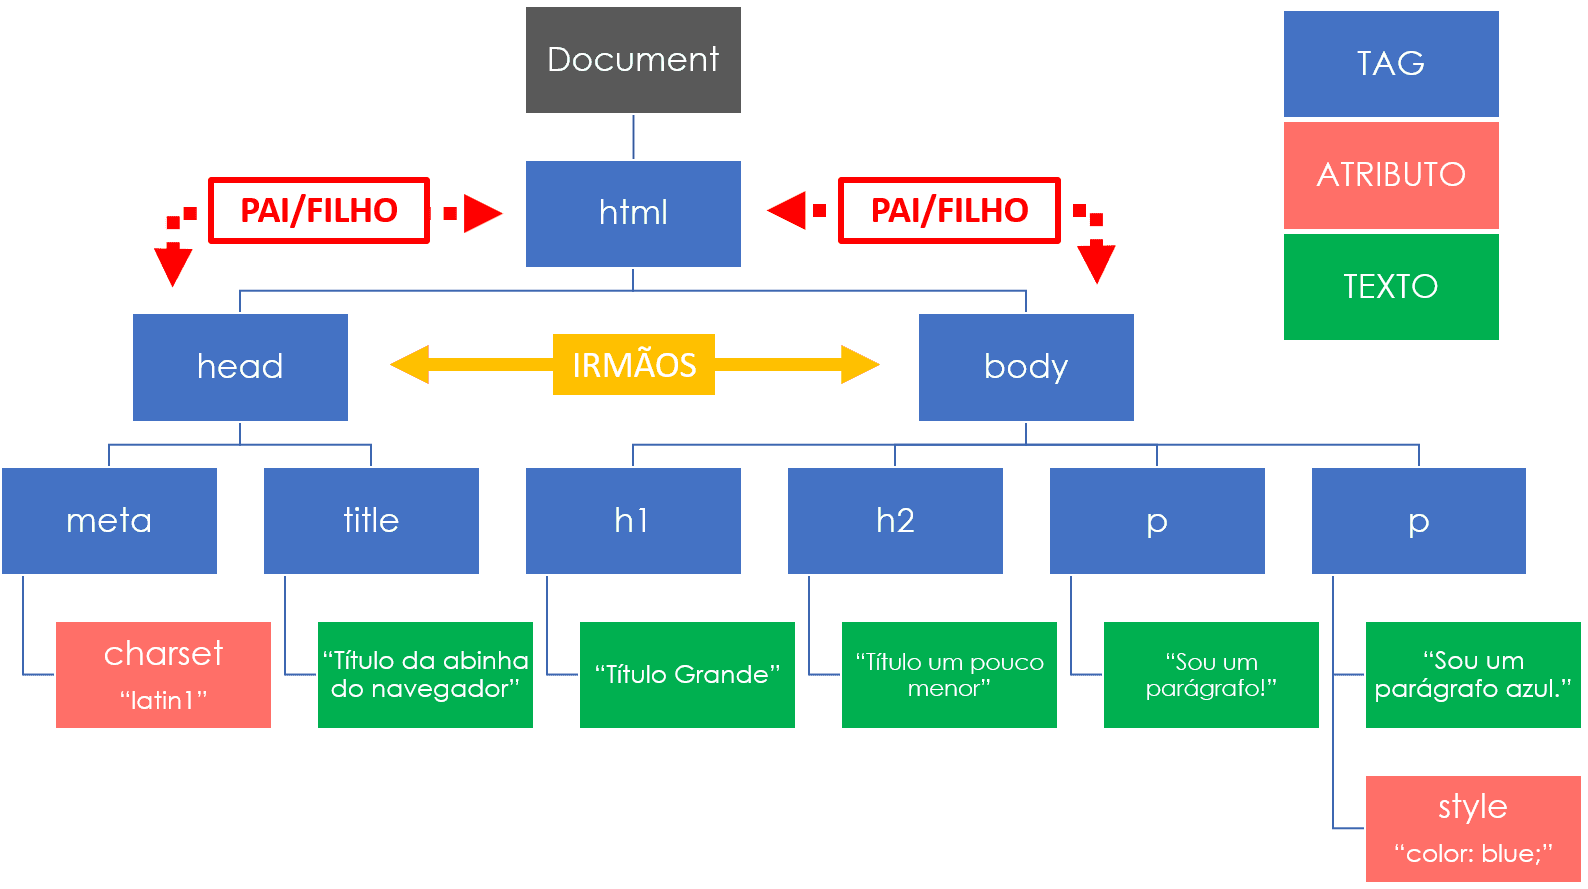 Document
TAG
ATRIBUTO
TEXTO
PAI/FILHO
html
PAI/FILHO
head
IRMÃOS
body
meta
title
h1
h2
p
p
charset
“latin1”
“Título da abinha
do navegador”
“Título Grande”
“Título um pouco
menor”
“Sou um
parágrafo!”
“Sou um
parágrafo azul.”
style
“color: blue;”